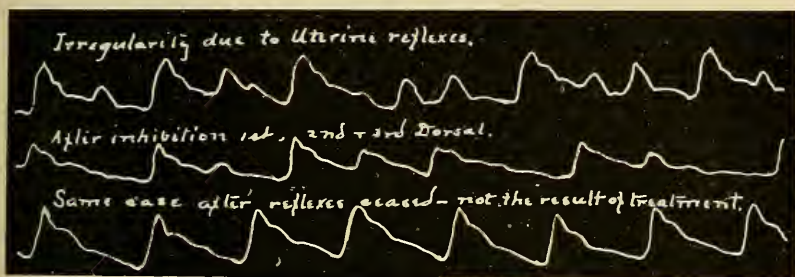 Irregularity due to Uterine reflexes.
After inhibition 1st, 2nd + 3rd Dorsal.
Same case after reflexes ceased - not the result of treatment.